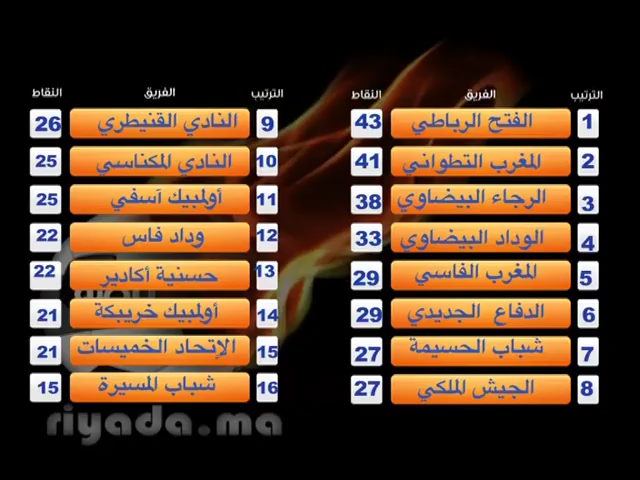 الترتيب الفريق النقاط
1 الفتح الرباطي 43
2 المغرب التطواني 41
3 الرجاء البيضاوي 38
4 الوداد البيضاوي 33
5 المغرب الفاسي 29
6 الدفاع الجديدي 29
7 شباب الحسيمة 27
8 الجيش الملكي 27
الترتيب الفريق النقاط
9 النادي القنيطري 26
10 النادي المكناسي 25
11 أولمبيك آسفي 25
12 وداد فاس 22
13 حسنية أكادير 22
14 أولمبيك خريبكة 21
15 الإتحاد الخميسات 21
16 شباب المسيرة 15
riyada.ma